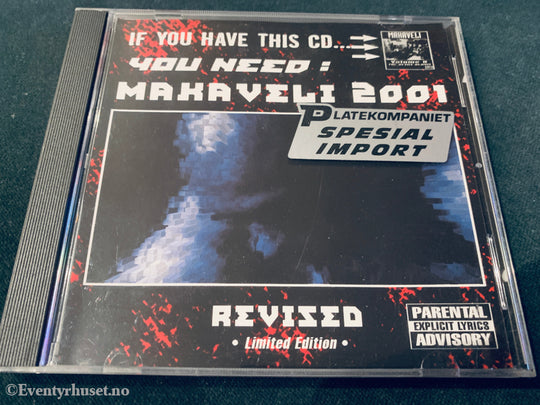 IF YOU HAVE THIS CD...
MAKAVELI
YOU NEED:
MAKAVELI 2001
PLATEKOMPANIET
SPESIAL
IMPORT
REVISED
• Limited Edition •
PARENTAL
EXPLICIT LYRICS
ADVISORY
©Eventyrhuset.no